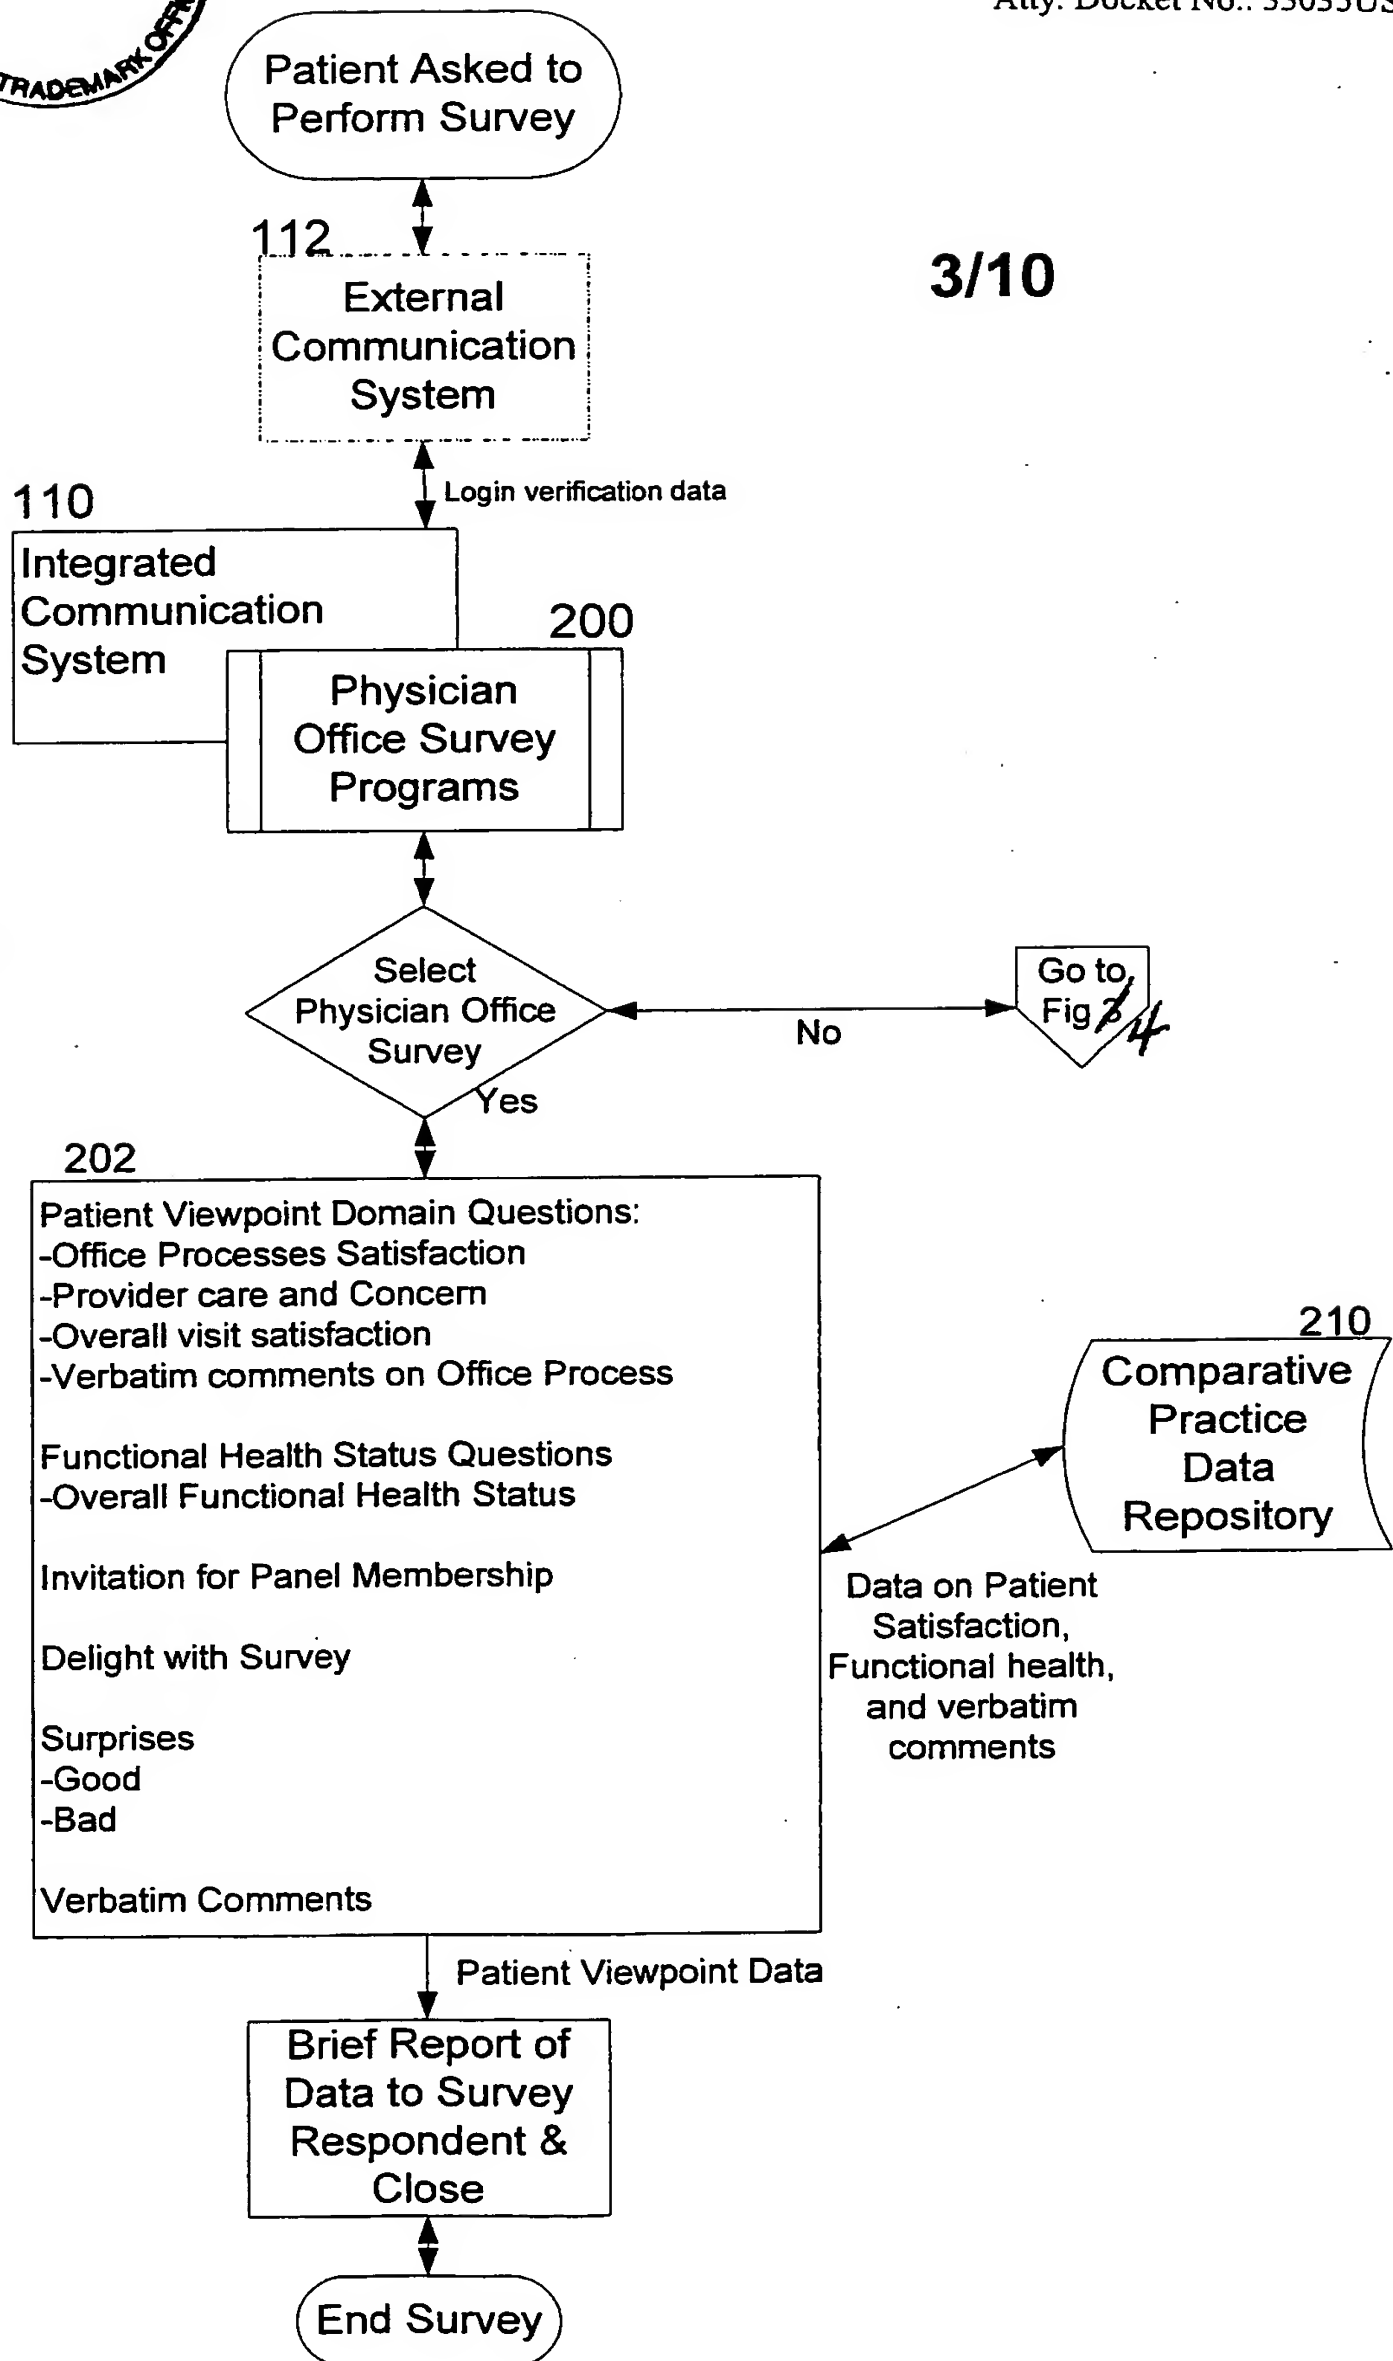 Atty. Docket No.: 33035US
TRADEMARK
Patient Asked to
Perform Survey
112
3/10
External
Communication
System
Login verification data
110
Integrated
Communication
System
200
Physician
Office Survey
Programs
Select
Physician Office
Survey
No
Go to
Fig 3 4
Yes
202
Patient Viewpoint Domain Questions:
-Office Processes Satisfaction
-Provider care and Concern
-Overall visit satisfaction
-Verbatim comments on Office Process
Functional Health Status Questions
-Overall Functional Health Status
Invitation for Panel Membership
Delight with Survey
Surprises
-Good
-Bad
Verbatim Comments
210
Comparative
Practice
Data
Repository
Data on Patient
Satisfaction,
Functional health,
and verbatim
comments
Patient Viewpoint Data
Brief Report of
Data to Survey
Respondent &
Close
End Survey